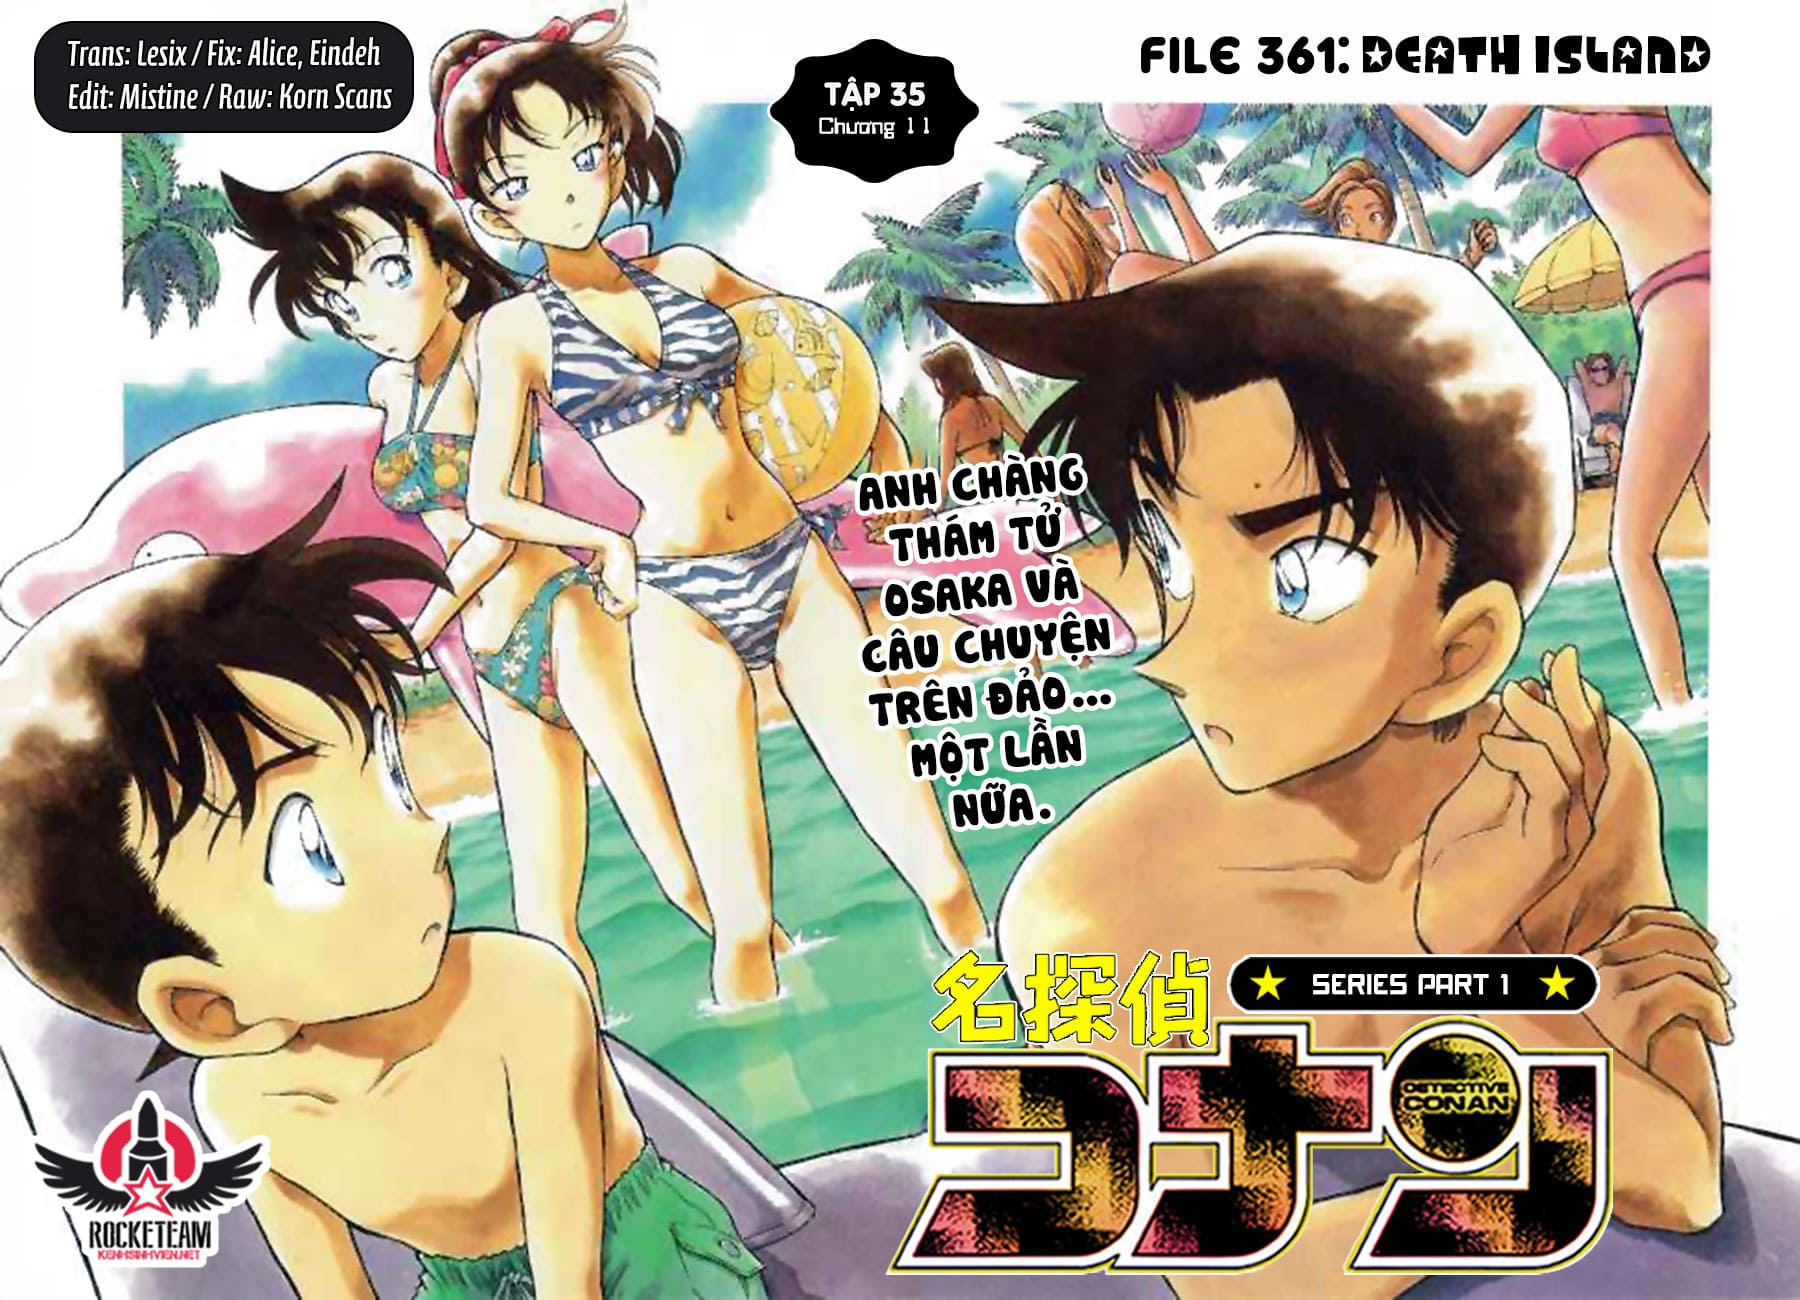 Trans: Lesix / Fix: Alice, Eindeh
Edit: Mistine / Raw: Korn Scans
TẬP 35
Chương 11
FILE 361: DEATH ISLAND
ANH CHÀNG
THÁM TỬ
OSAKA VÀ
CÂU CHUYỆN
TRÊN ĐẢO...
MỘT LẦN
NỮA.
名探偵
SERIES PART 1
コナン
DETECTIVE
CONAN
ROCKETEAM
KENHSINHVIEN.NET